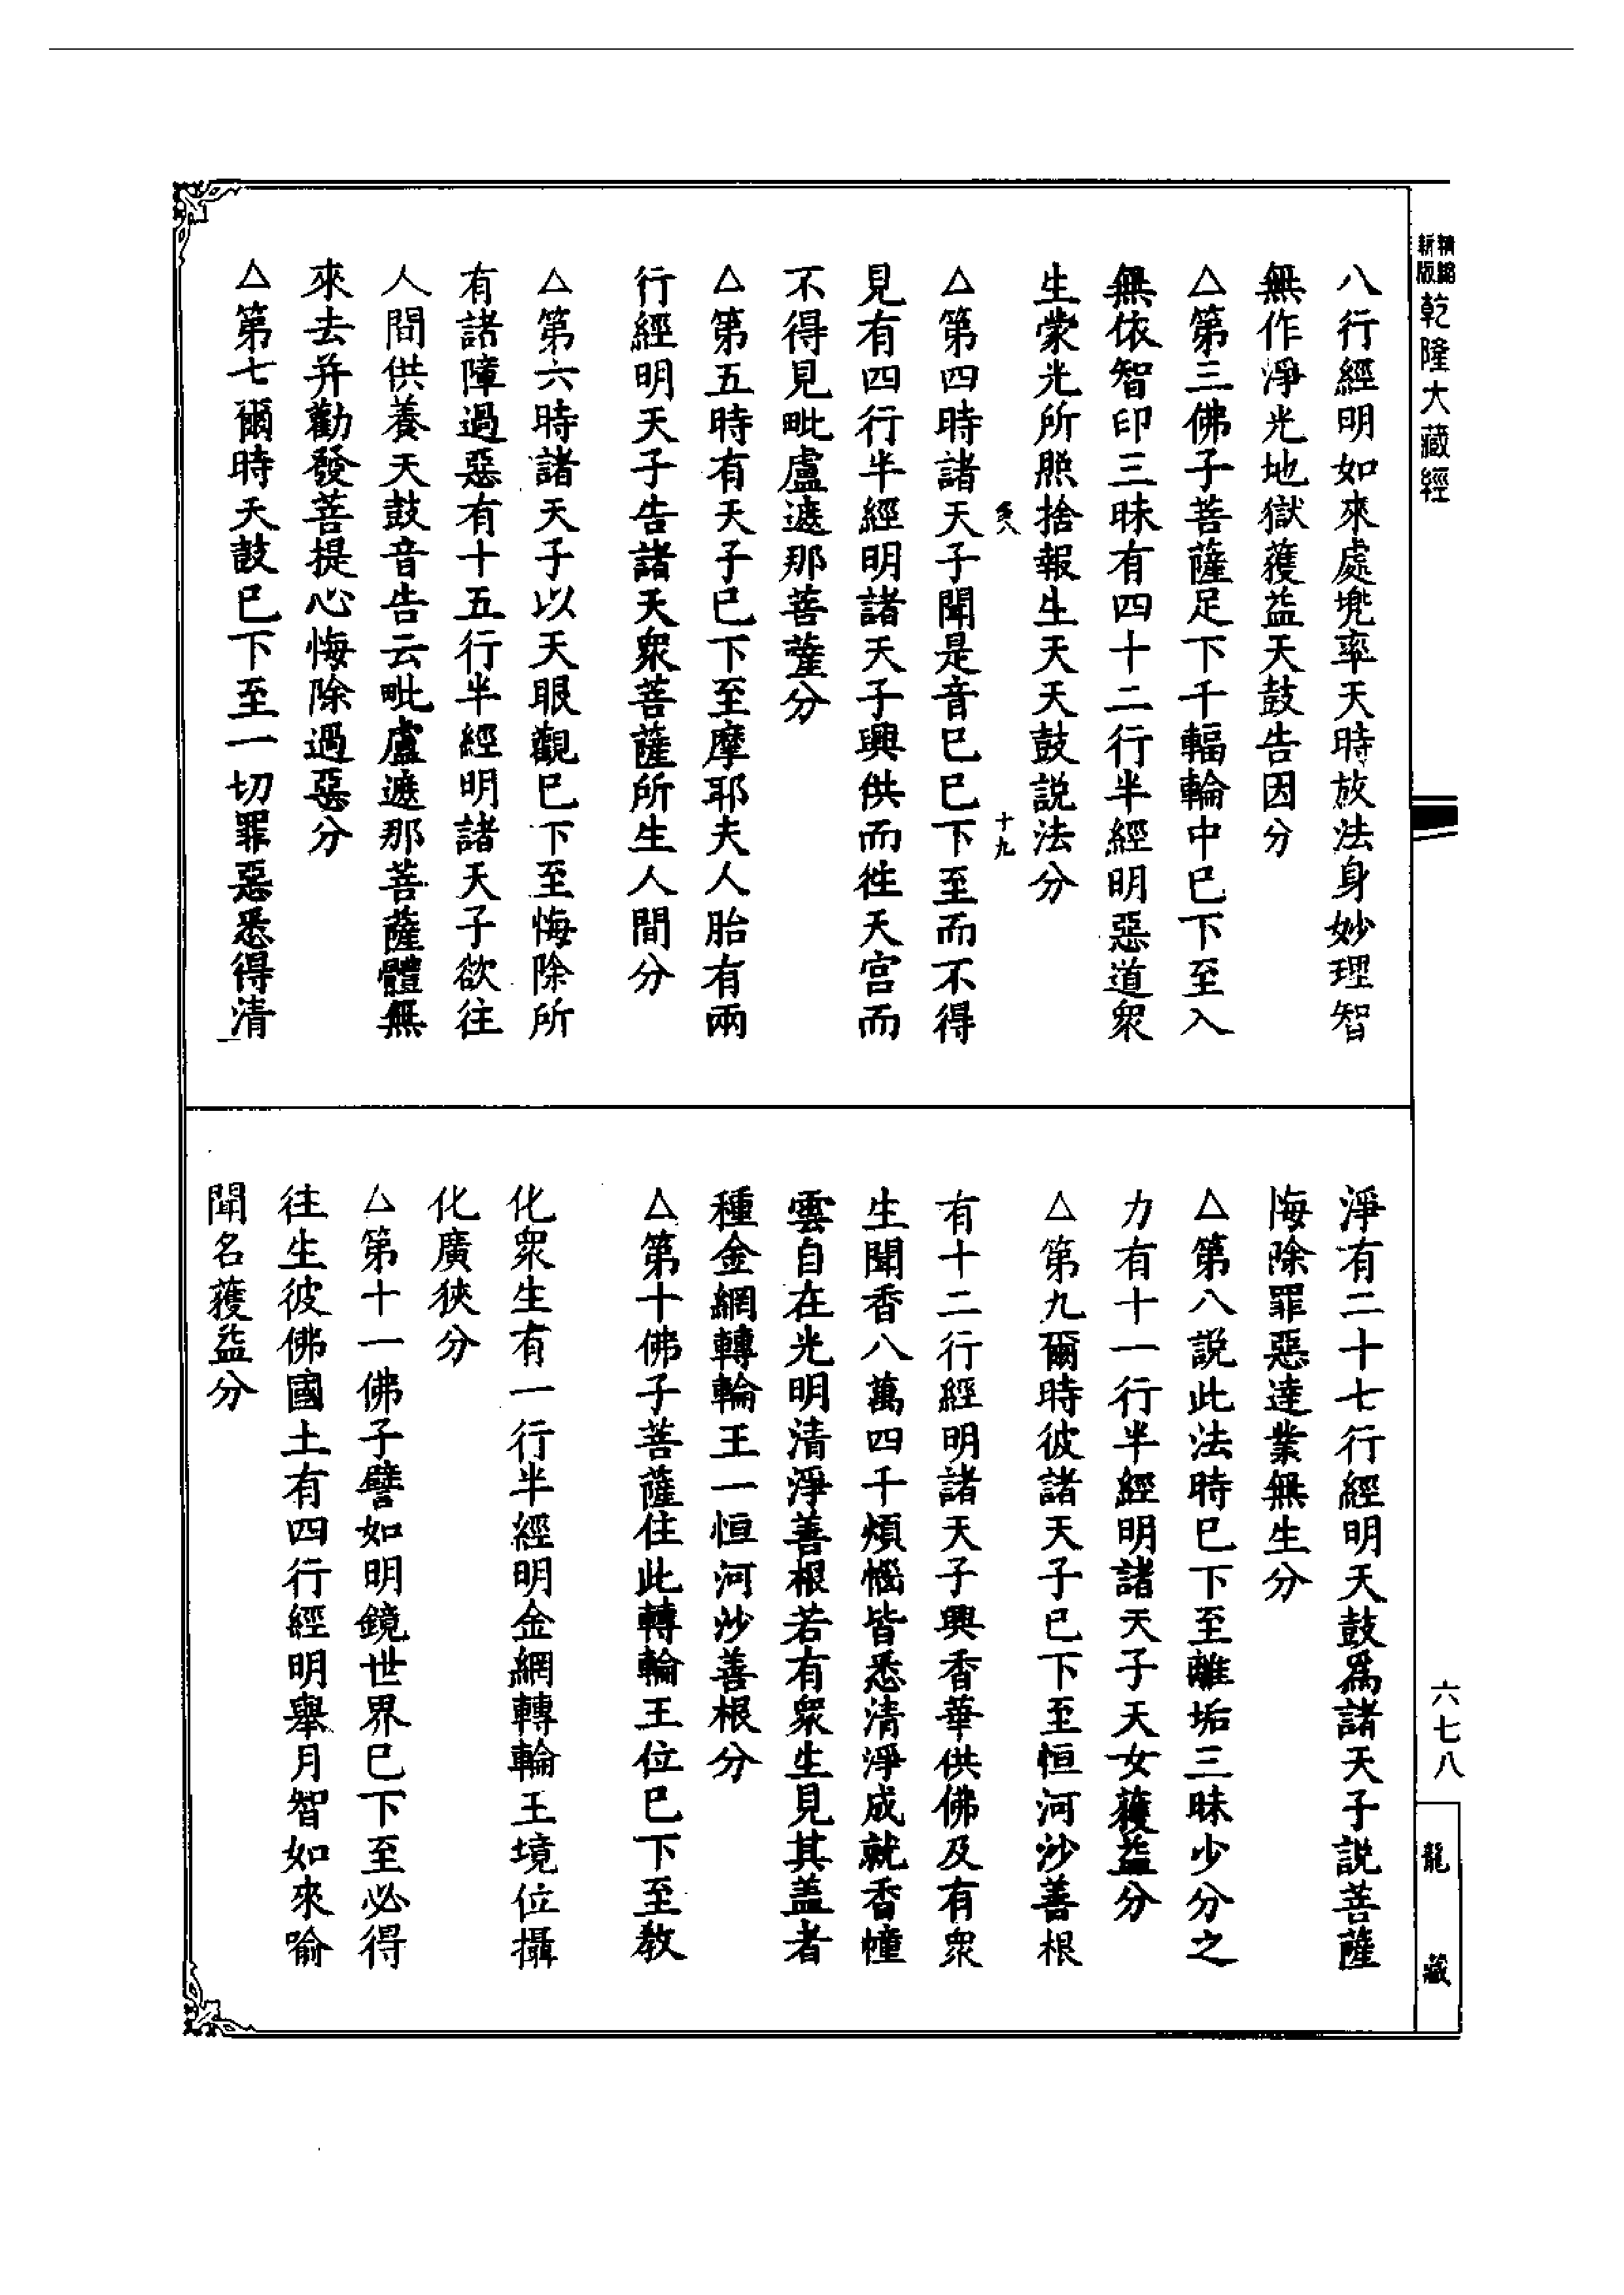 精縮
新版
乾隆大藏經
八行經明如來處兠率天時放法身妙理智
無作淨光地獄獲益天鼓告因分
△第三佛子菩薩足下千輻輪中已下至入
無依智印三昧有四十二行半經明惡道衆
生蒙光所照捨報生天天鼓説法分
十九
△第四時諸天子聞是音已已下至而不得
見有四行半經明諸天子興供而往天宮而
不得見毗盧遮那菩薩分
△第五時有天子已下至摩耶夫人胎有兩
行經明天子告諸天衆菩薩所生人間分
△第六時諸天子以天眼觀已下至悔除所
有諸障過惡有十五行半經明諸天子欲往
人間供養天鼓音告云毗盧遮那菩薩體無
來去并勸發菩提心悔除過惡分
△第七爾時天鼓已下至一切罪惡悉得清
淨有二十七行經明天鼓爲諸天子説菩薩
悔除罪惡達業無生分
△第八説此法時已下至離垢三昧少分之
力有十一行半經明諸天子天女獲益分
△第九爾時彼諸天子已下至恒河沙善根
有十二行經明諸天子興香華供佛及有衆
生聞香八萬四千煩惱皆悉清淨成就香幢
雲自在光明清淨善根若有衆生見其盖者
種金網轉輪王一恒河沙善根分
△第十佛子菩薩住此轉輪王位已下至教
化衆生有一行半經明金網轉輪王境位攝
化廣狹分
△第十一佛子譬如明鏡世界已下至必得
往生彼佛國土有四行經明舉月智如來喻
聞名獲益分
六七八
龍藏